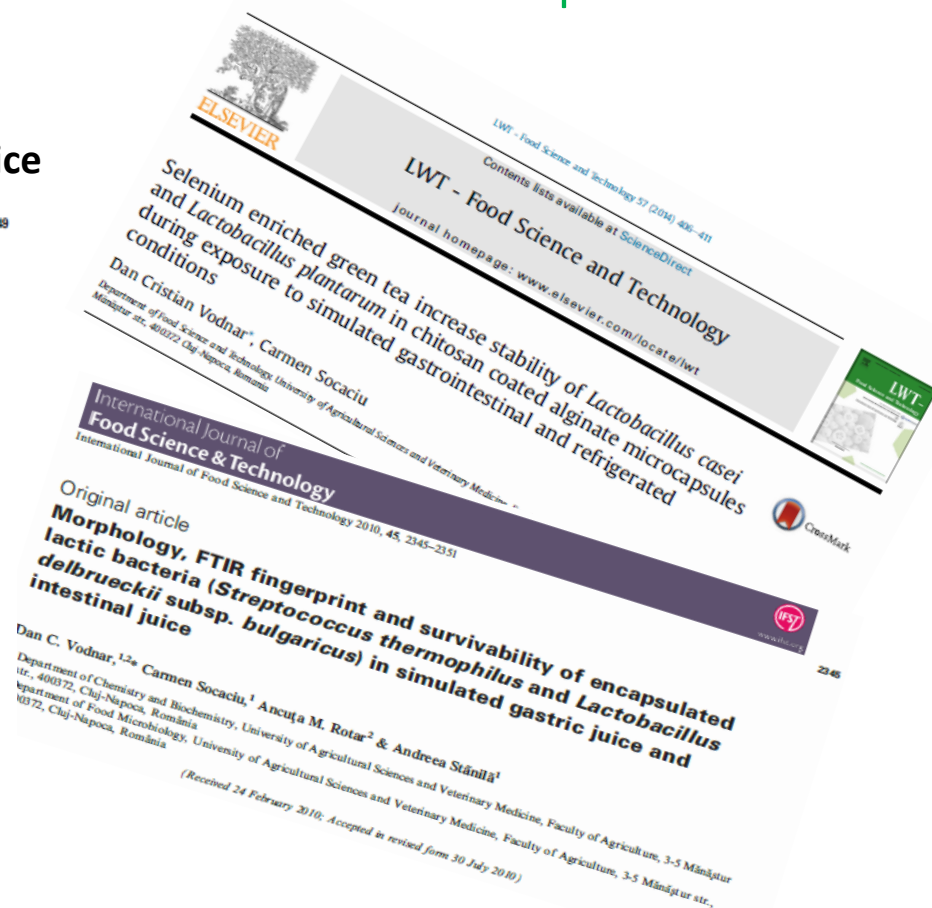 ice
ELSEVIER
LWT - Food Science and Technology 57 (2014) 406–411
Contents lists available at ScienceDirect
LWT - Food Science and Technology
journal homepage: www.elsevier.com/locate/lwt
LWT-
Selenium enriched green tea increase stability of Lactobacillus casei
and Lactobacillus plantarum in chitosan coated alginate microcapsules
during exposure to simulated gastrointestinal and refrigerated
conditions
CrossMark
Dan Cristian Vodnar*, Carmen Socaciu
Department of Food Science and Technology, University of Agricultural Sciences and Veterinary Medicine
Mănăştur str., 400372 Cluj-Napoca, Romania
International Journal of
Food Science & Technology
IFST
International Journal of Food Science and Technology 2010, 45, 2345–2351
2345
Original article
Morphology, FTIR fingerprint and survivability of encapsulated
lactic bacteria (Streptococcus thermophilus and Lactobacillus
delbrueckii subsp. bulgaricus) in simulated gastric juice and
intestinal juice
Dan C. Vodnar,1,2* Carmen Socaciu,1 Ancuţa M. Rotar2 & Andreea Stănilă1
Department of Chemistry and Biochemistry, University of Agricultural Sciences and Veterinary Medicine, Faculty of Agriculture, 3-5 Mănăştur
str., 400372, Cluj-Napoca, România
Department of Food Microbiology, University of Agricultural Sciences and Veterinary Medicine, Faculty of Agriculture, 3-5 Mănăştur str.,
00372, Cluj-Napoca, România
(Received 24 February 2010; Accepted in revised form 30 July 2010)